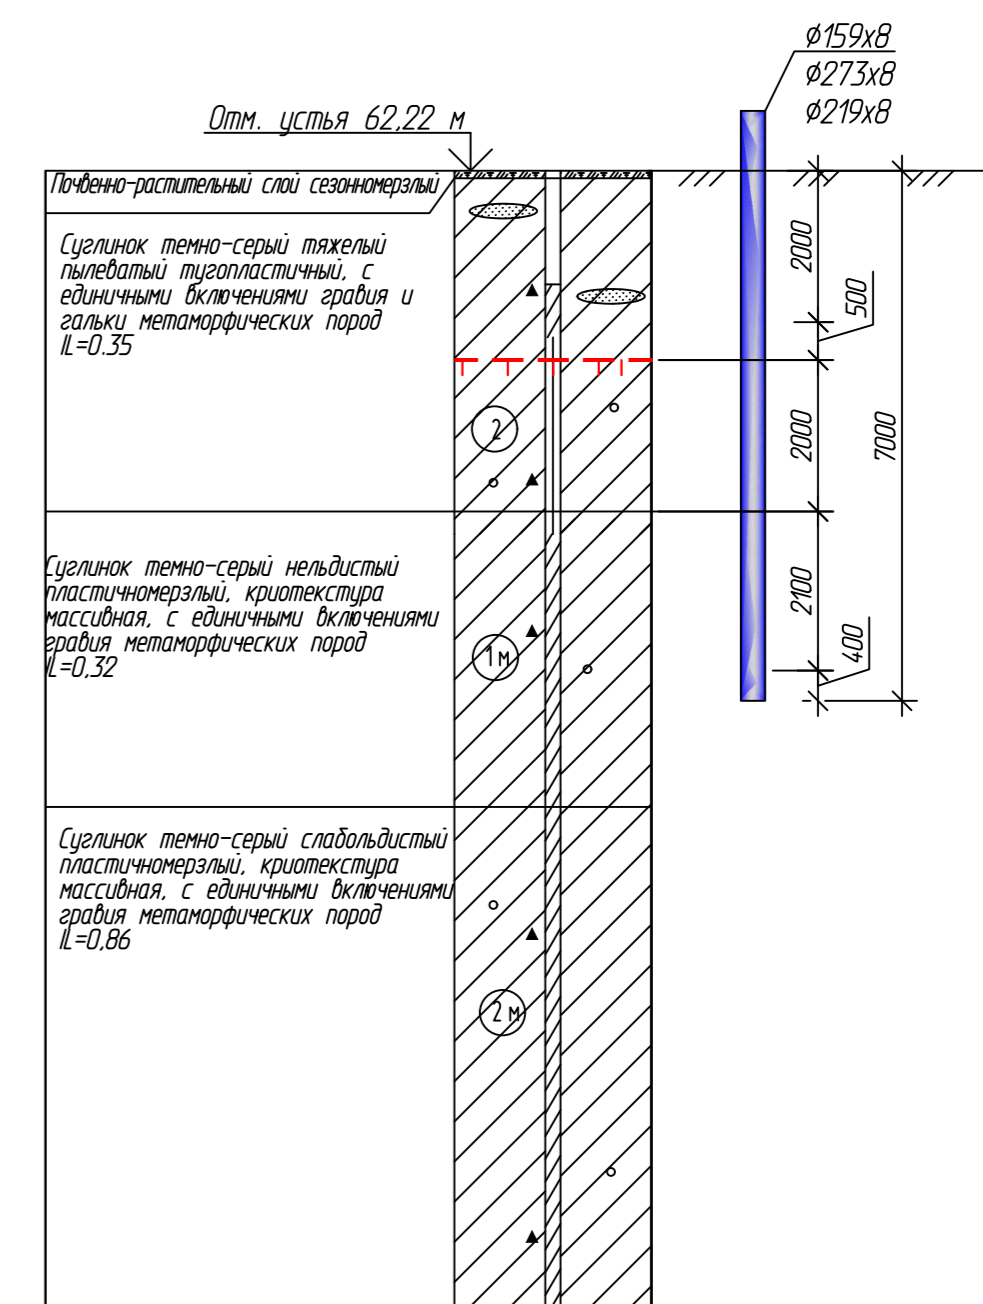 Ø159х8
Ø273х8
Ø219х8
Отм. устья 62,22 м
Почвенно-растительный слой сезонномерзлый
Суглинок темно-серый тяжелый
пылеватый тугопластичный, с
единичными включениями гравия и
гальки метаморфических пород
IL=0.35
2000
500
2
2000
7000
Суглинок темно-серый нельдистый
пластичномерзлый, криотекстура
массивная, с единичными включениями
гравия метаморфических пород
IL=0,32
1м
2100
400
Суглинок темно-серый слабольдистый
пластичномерзлый, криотекстура
массивная, с единичными включениями
гравия метаморфических пород
IL=0,86
2м